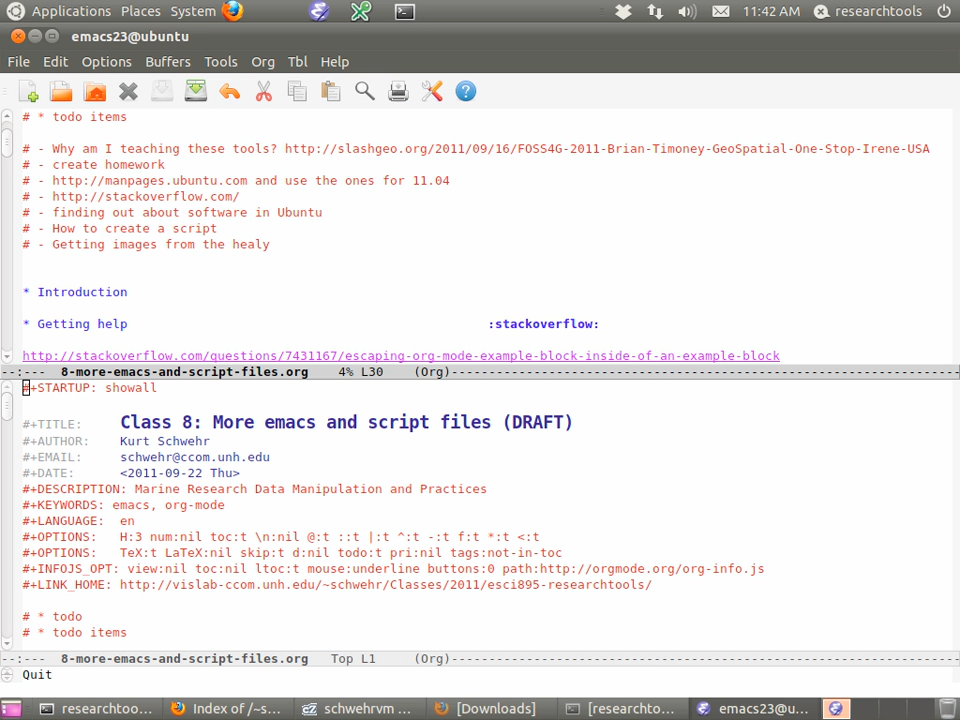 Applications Places System 11:42 AM researchtools
emacs23@ubuntu
File Edit Options Buffers Tools Org Tbl Help
# * todo items
# - Why am I teaching these tools? http://slashgeo.org/2011/09/16/FOSS4G-2011-Brian-Timoney-GeoSpatial-One-Stop-Irene-USA
# - create homework
# - http://manpages.ubuntu.com and use the ones for 11.04
# - http://stackoverflow.com/
# - finding out about software in Ubuntu
# - How to create a script
# - Getting images from the healy
* Introduction
* Getting help :stackoverflow:
http://stackoverflow.com/questions/7431167/escaping-org-mode-example-block-inside-of-an-example-block
--:--- 8-more-emacs-and-script-files.org 4% L30 (Org)----------------------------------------------------------------
#+STARTUP: showall
#+TITLE: Class 8: More emacs and script files (DRAFT)
#+AUTHOR: Kurt Schwehr
#+EMAIL: schwehr@ccom.unh.edu
#+DATE: <2011-09-22 Thu>
#+DESCRIPTION: Marine Research Data Manipulation and Practices
#+KEYWORDS: emacs, org-mode
#+LANGUAGE: en
#+OPTIONS: H:3 num:nil toc:t \n:nil @:t ::t |:t ^:t -:t f:t *:t <:t
#+OPTIONS: TeX:t LaTeX:nil skip:t d:nil todo:t pri:nil tags:not-in-toc
#+INFOJS_OPT: view:nil toc:nil ltoc:t mouse:underline buttons:0 path:http://orgmode.org/org-info.js
#+LINK_HOME: http://vislab-ccom.unh.edu/~schwehr/Classes/2011/esci895-researchtools/
# * todo
# * todo items
--:--- 8-more-emacs-and-script-files.org Top L1 (Org)----------------------------------------------------------------
Quit
researchtoo... Index of /~s... schwehrvm ... [Downloads] [researchto... emacs23@u...